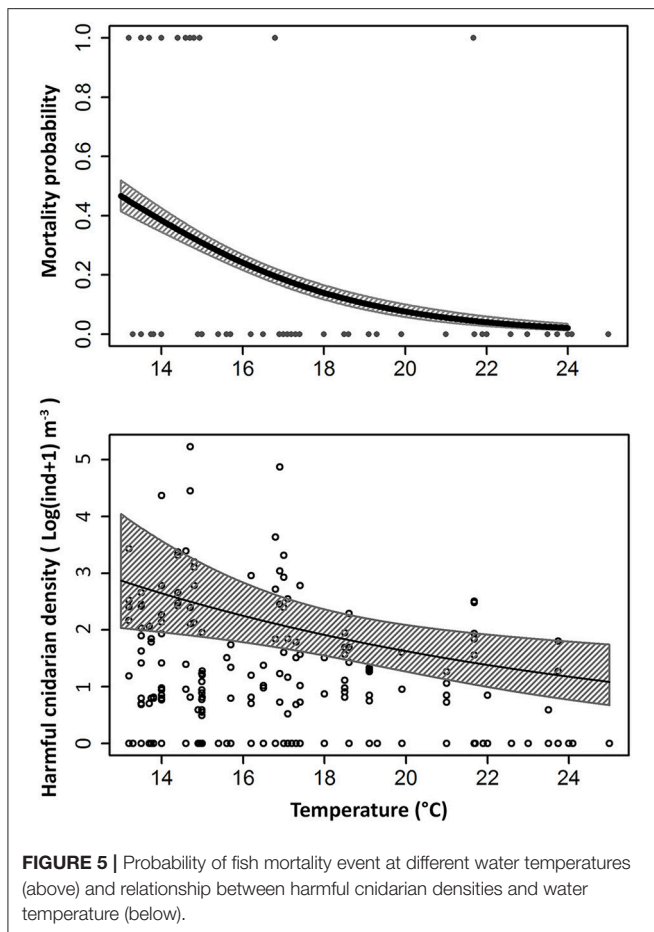 Mortality probability
1.0
0.8
0.6
0.4
0.2
0.0
14 16 18 20 22 24
Harmful cnidarian density ( Log(ind+1) m⁻³)
5
4
3
2
1
0
14 16 18 20 22 24
Temperature (°C)
FIGURE 5 | Probability of fish mortality event at different water temperatures
(above) and relationship between harmful cnidarian densities and water
temperature (below).